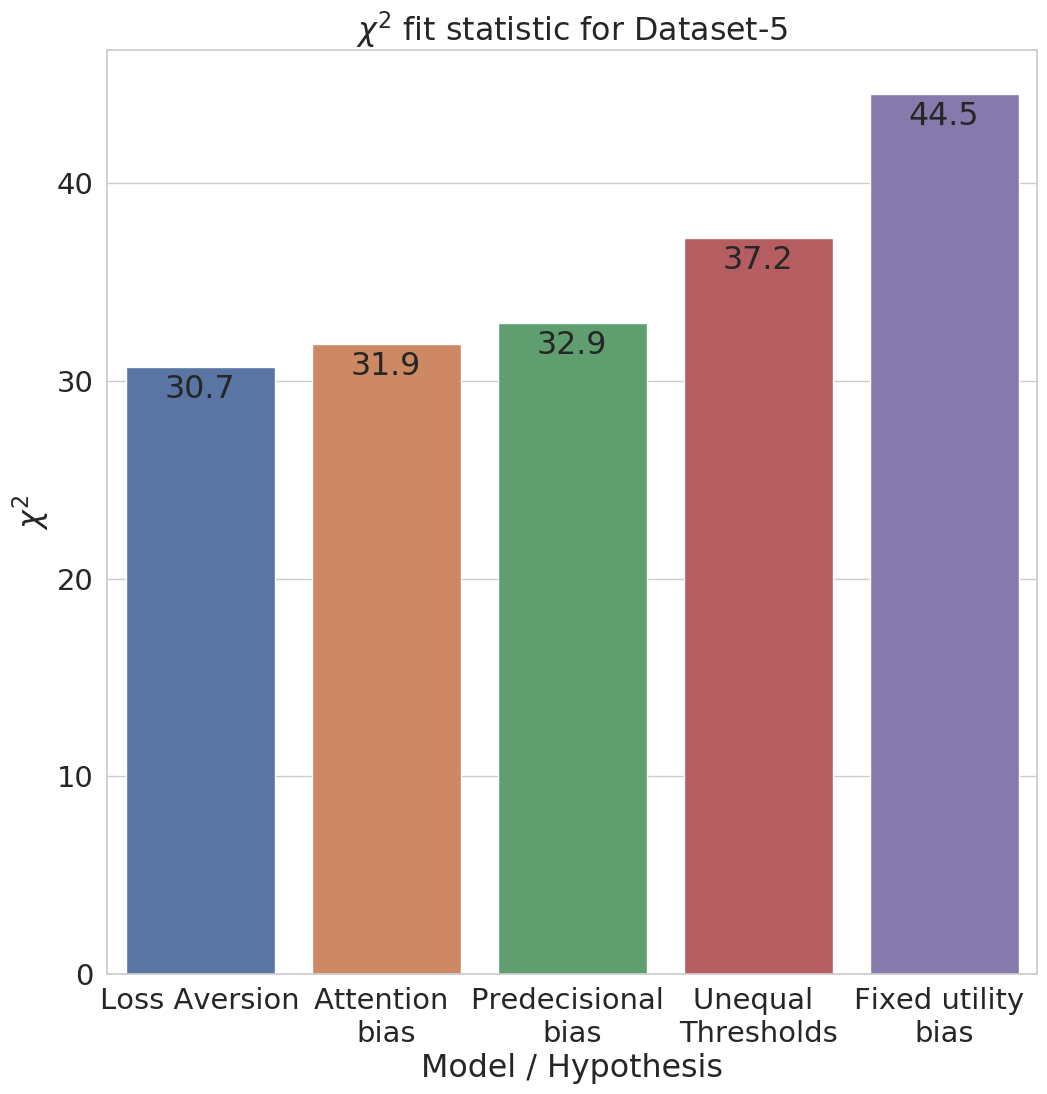 χ² fit statistic for Dataset-5
χ²
40
30
20
10
0
44.5
37.2
32.9
31.9
30.7
Loss Aversion
Attention
bias
Predecisional
bias
Unequal
Thresholds
Fixed utility
bias
Model / Hypothesis